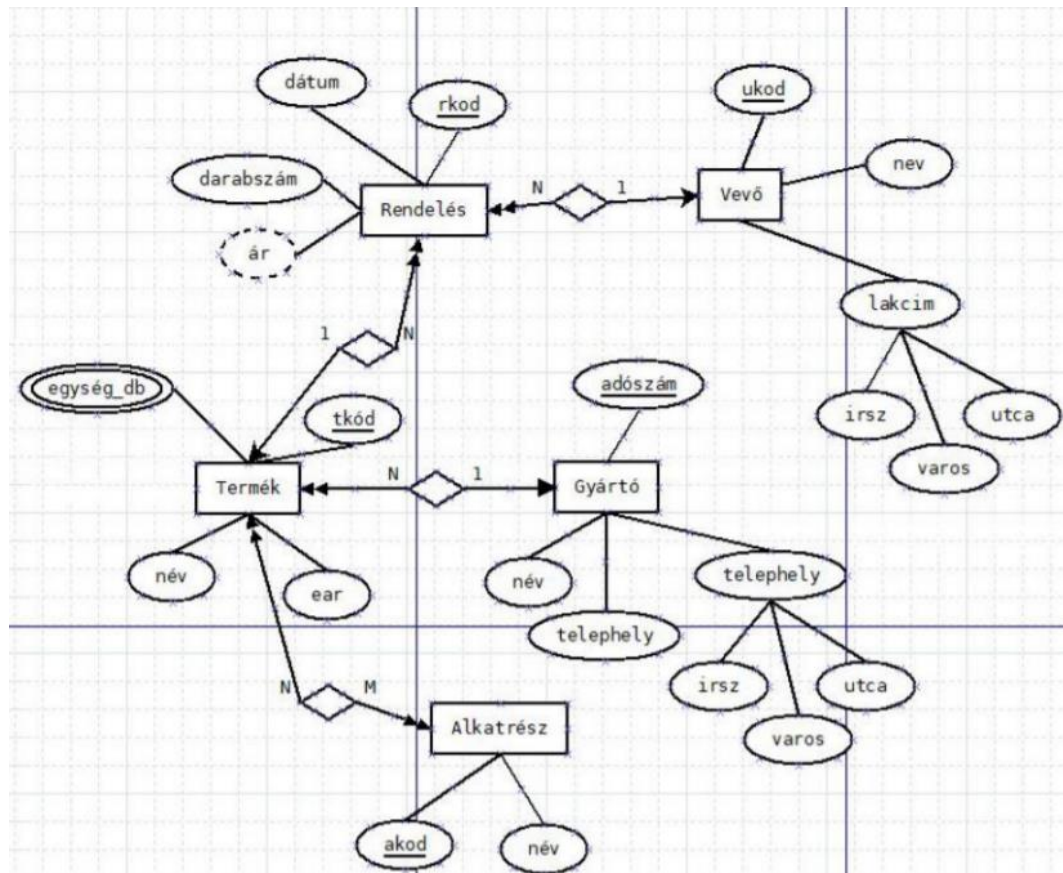 dátum
rkod
ukod
darabszám
nev
Rendelés
N
1
Vevő
ár
lakcim
1
N
egység_db
adószám
irsz
utca
tkód
varos
Termék
N
1
Gyártó
név
ear
név
telephely
telephely
irsz
utca
varos
N
M
Alkatrész
akod
név